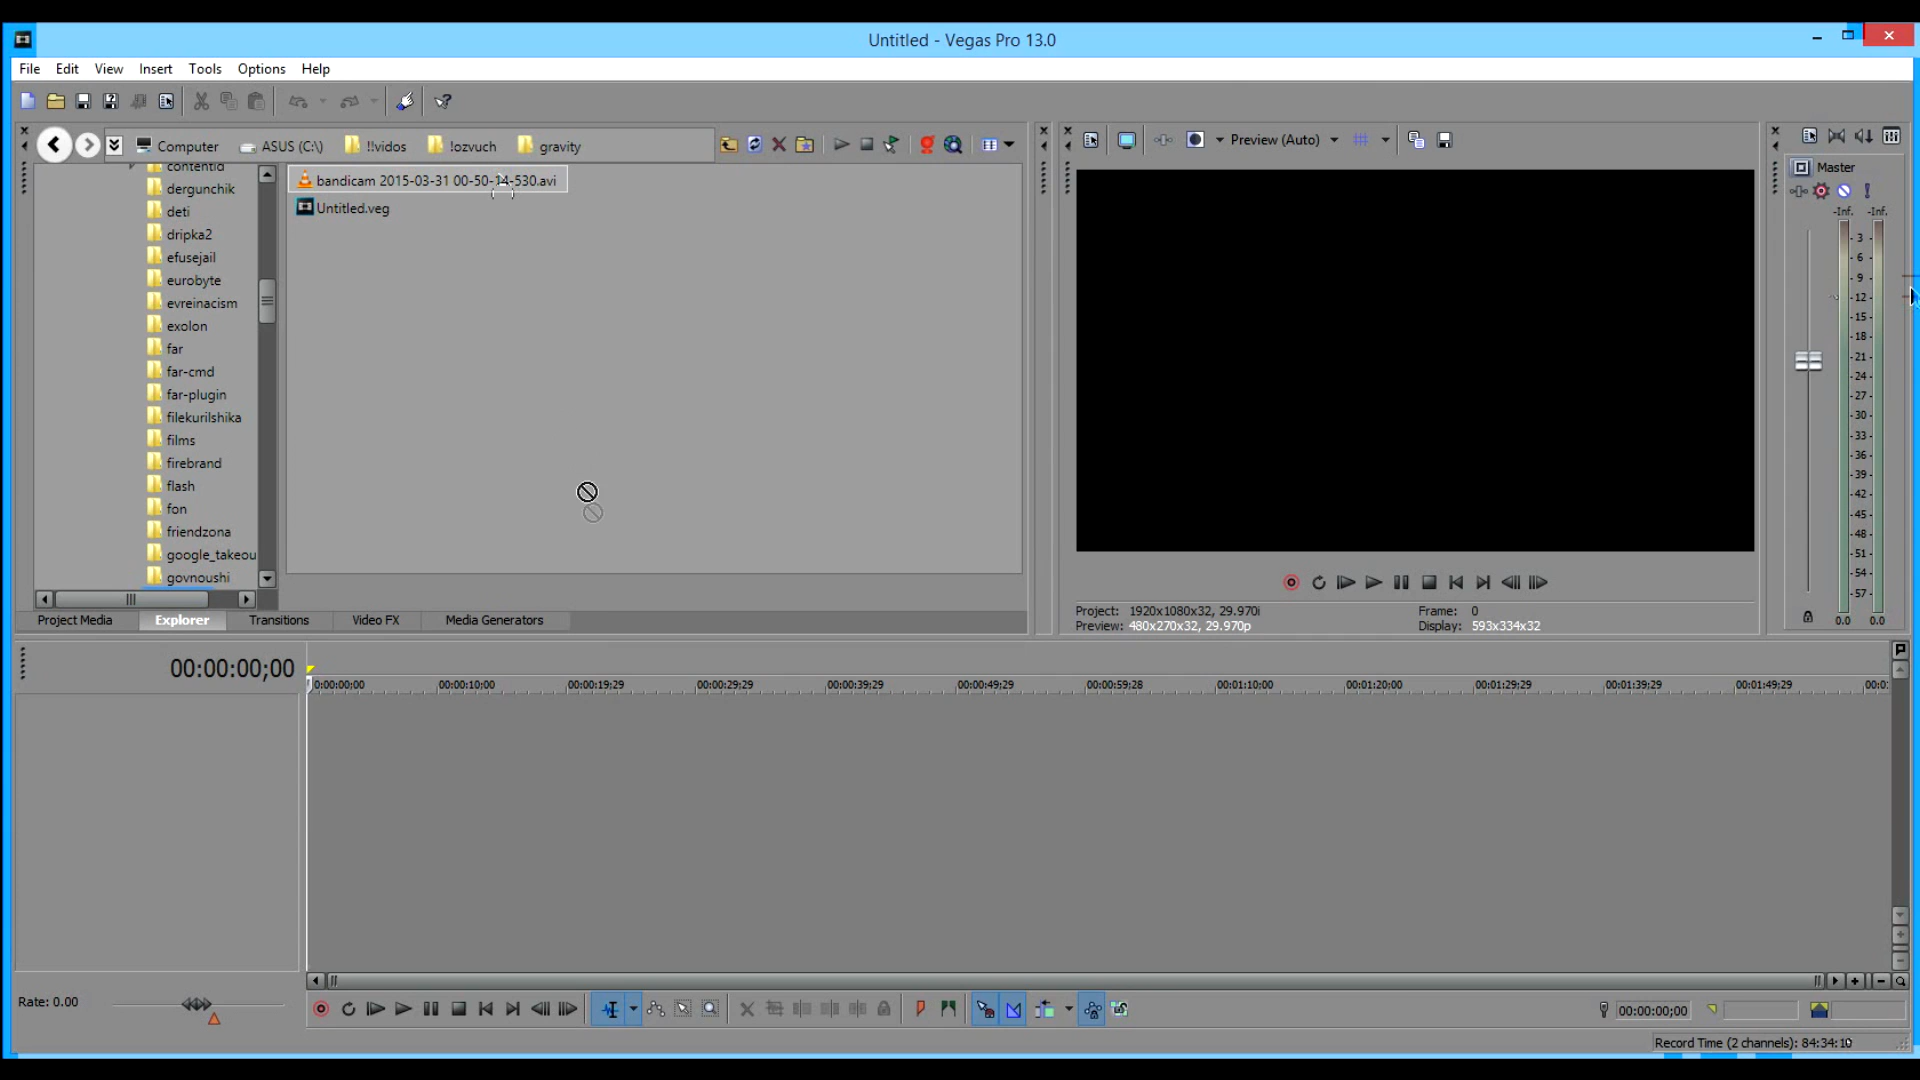 Untitled - Vegas Pro 13.0
File Edit View Insert Tools Options Help
Computer ASUS (C:\) !!vidos !ozvuch gravity
Preview (Auto)
contentid
dergunchik
deti
dripka2
efusejail
eurobyte
evreinacism
exolon
far
far-cmd
far-plugin
filekurilshika
films
firebrand
flash
fon
friendzona
google_takeou
govnoushi
bandicam 2015-03-31 00-50-14-530.avi
Untitled.veg
Project Media Explorer Transitions Video FX Media Generators
Project: 1920x1080x32, 29.970i Frame: 0
Preview: 480x270x32, 29.970p Display: 593x334x32
Master
-Inf. -Inf.
- 3 -
- 6 -
- 9 -
- 12 -
- 15 -
- 18 -
- 21 -
- 24 -
- 27 -
- 30 -
- 33 -
- 36 -
- 39 -
- 42 -
- 45 -
- 48 -
- 51 -
- 54 -
- 57 -
0.0 0.0
00:00:00;00
0:00:00;00 00:00:10;00 00:00:19;29 00:00:29;29 00:00:39;29 00:00:49;29 00:00:59;28 00:01:10;00 00:01:20;00 00:01:29;29 00:01:39;29 00:01:49;29 00:0
Rate: 0.00
00:00:00;00
Record Time (2 channels): 84:34:10